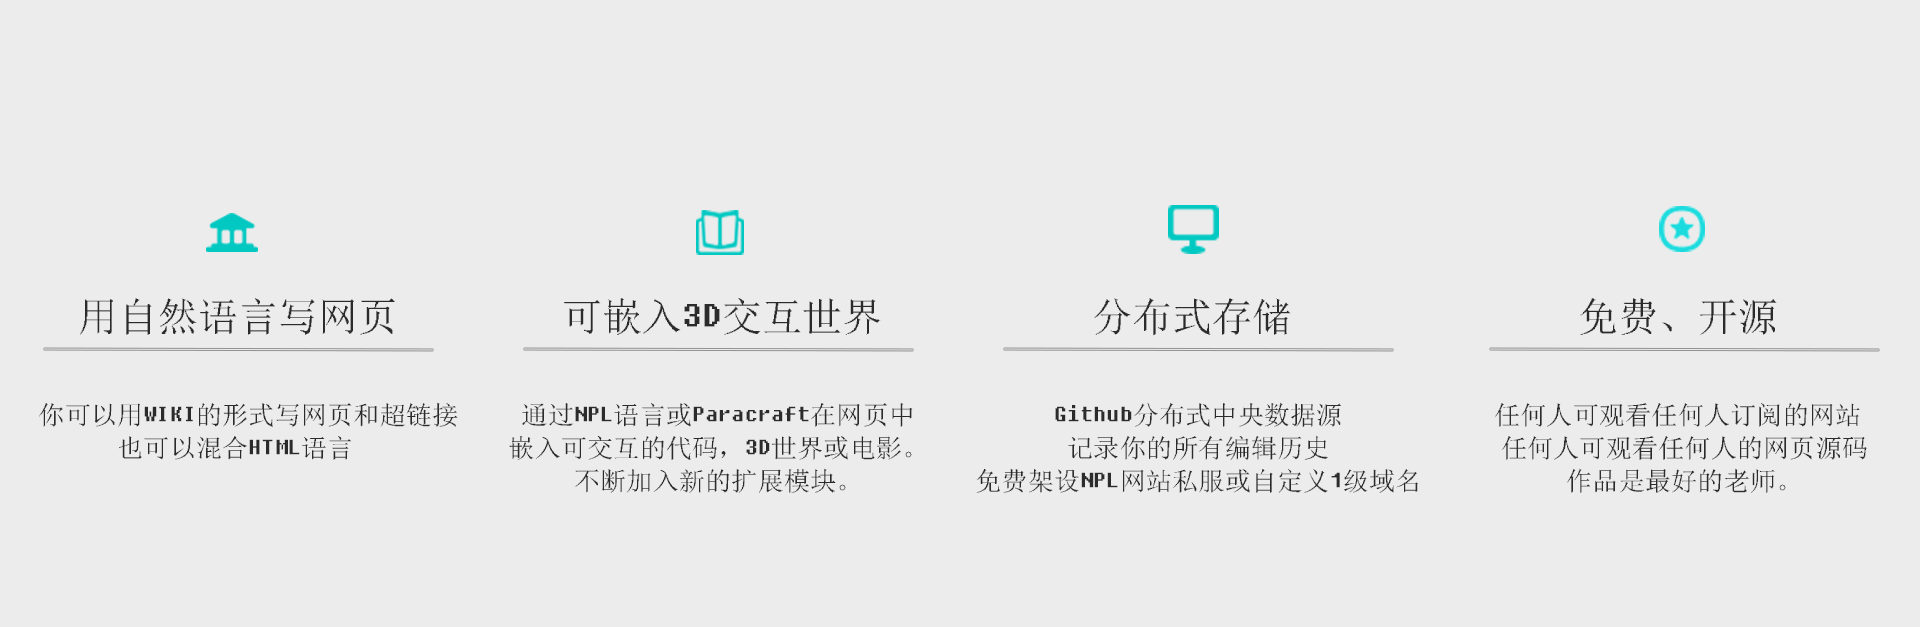 用自然语言写网页
你可以用WIKI的形式写网页和超链接
也可以混合HTML语言
可嵌入3D交互世界
通过NPL语言或Paracraft在网页中
嵌入可交互的代码，3D世界或电影。
不断加入新的扩展模块。
分布式存储
Github分布式中央数据源
记录你的所有编辑历史
免费架设NPL网站私服或自定义1级域名
免费、开源
任何人可观看任何人订阅的网站
任何人可观看任何人的网页源码
作品是最好的老师。